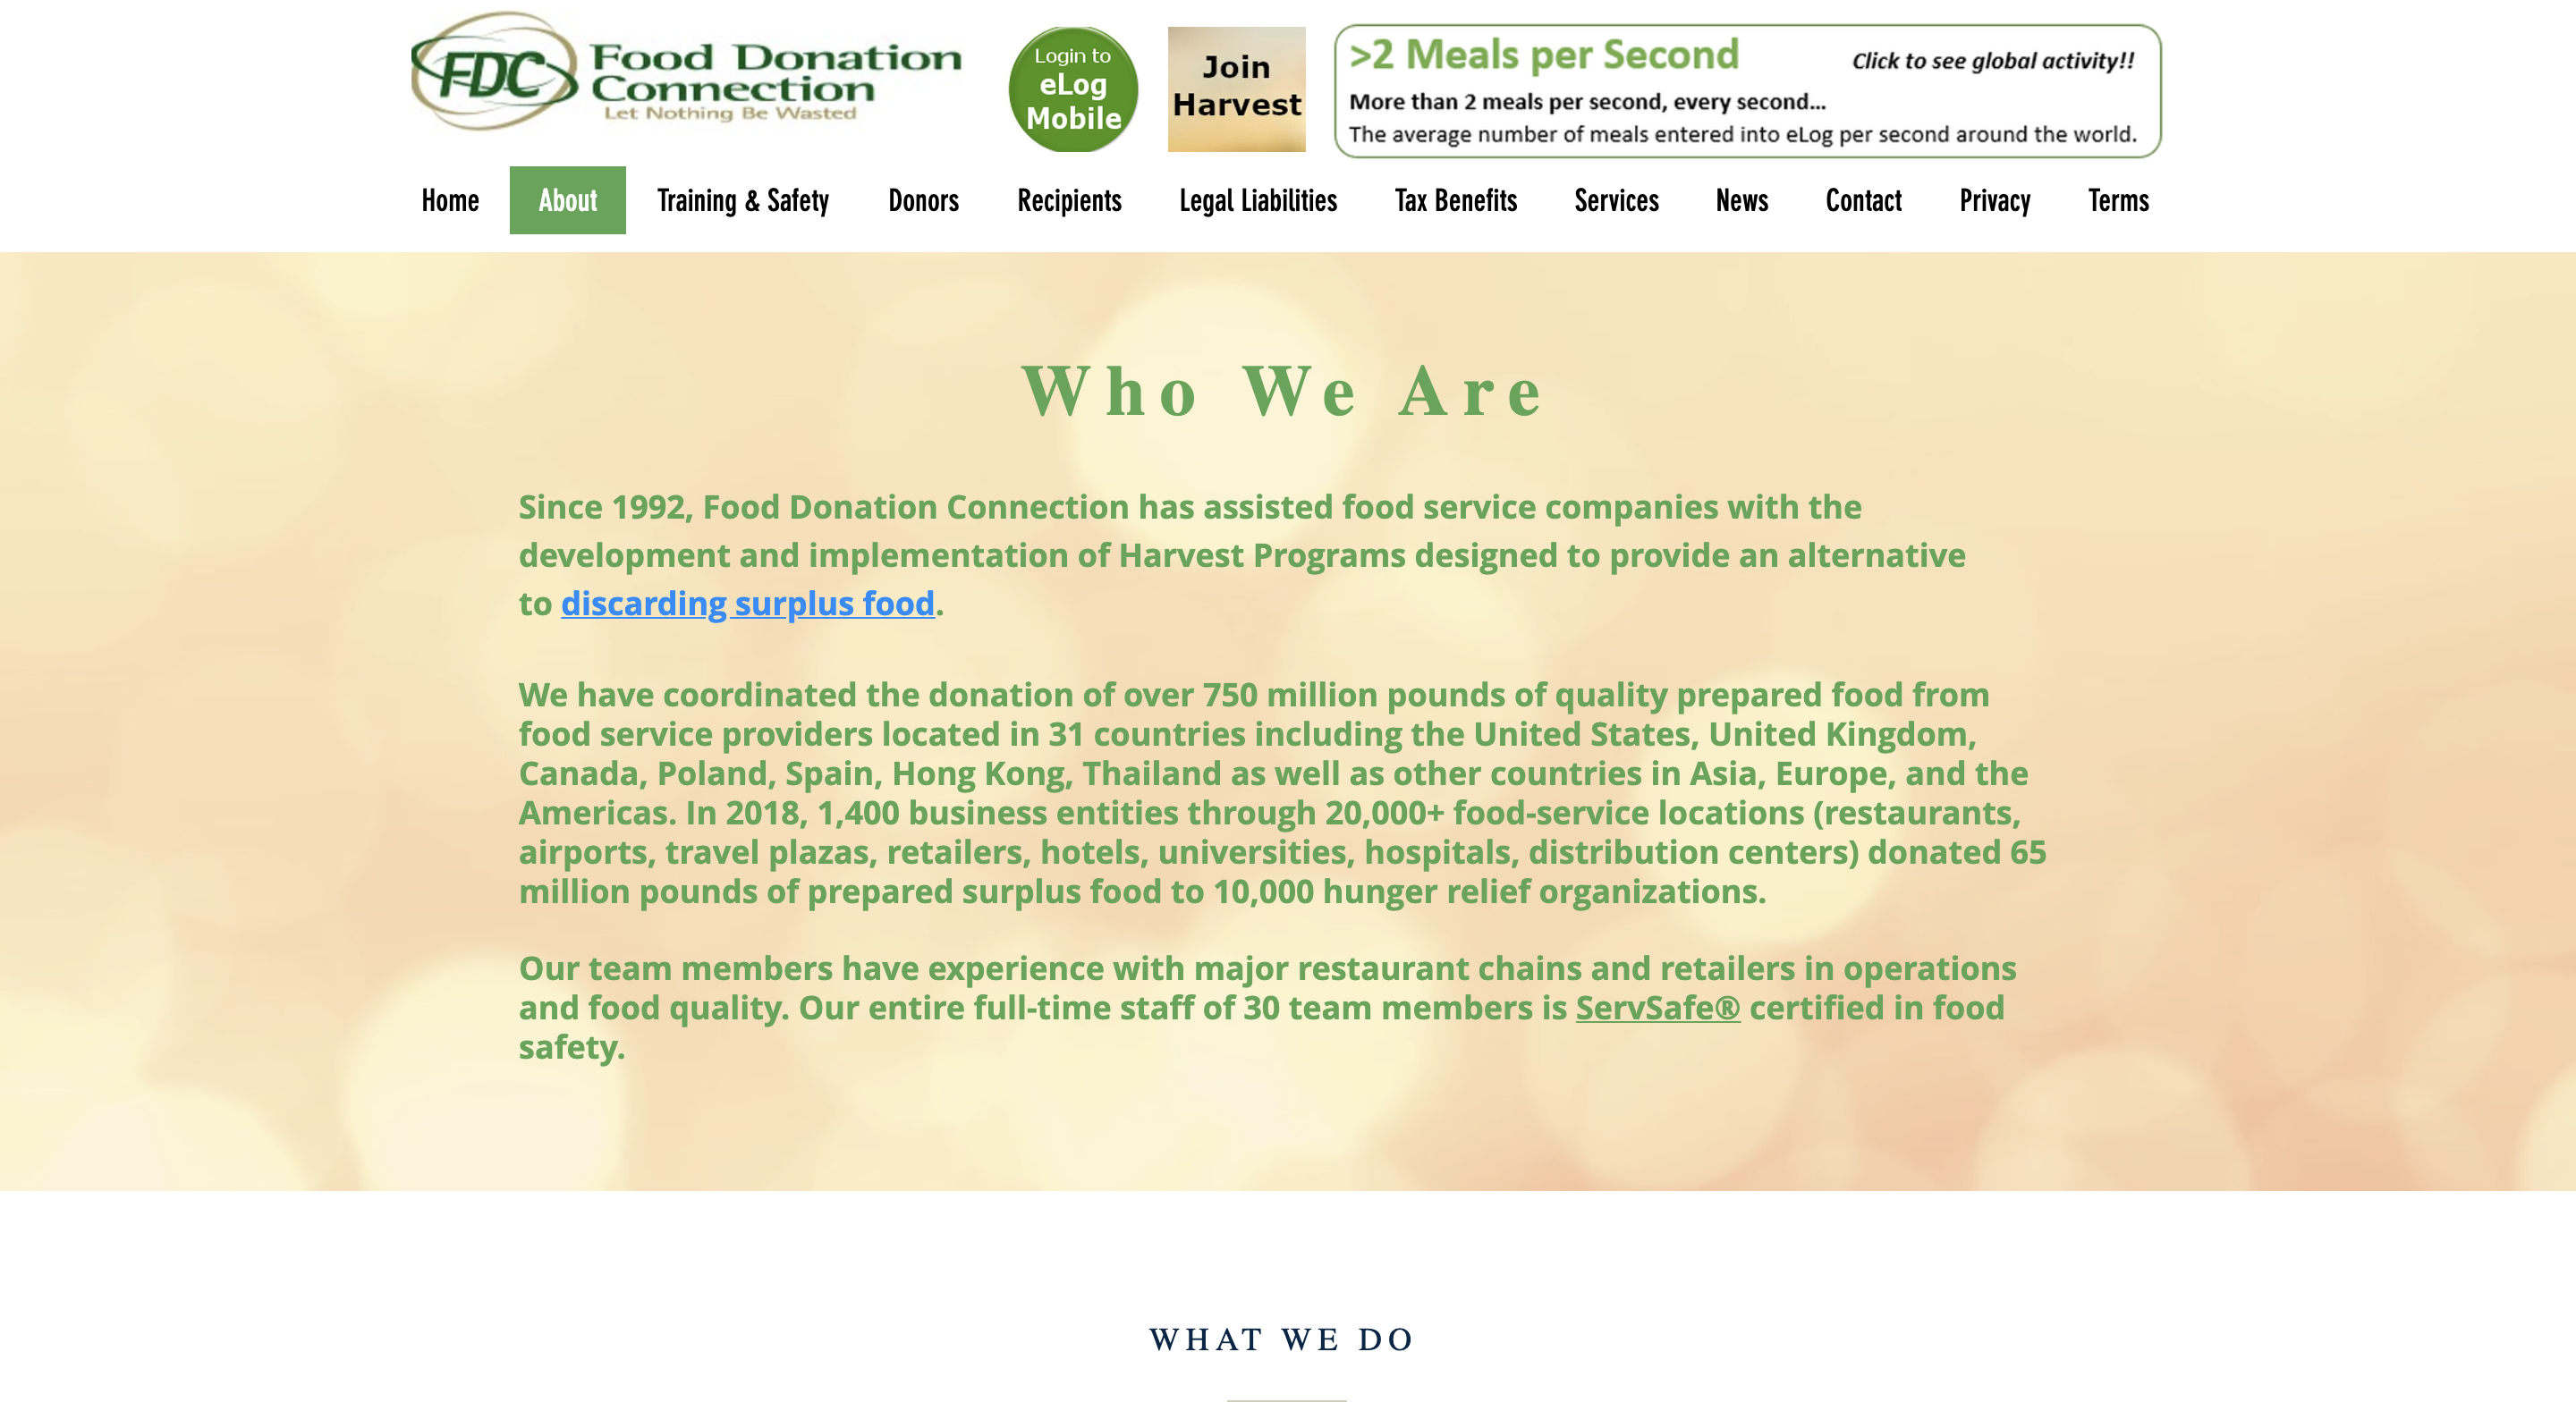 FDC Food Donation Connection
Let Nothing Be Wasted
Login to
eLog
Mobile
Join
Harvest
>2 Meals per Second
Click to see global activity!!
More than 2 meals per second, every second...
The average number of meals entered into eLog per second around the world.
Home About Training & Safety Donors Recipients Legal Liabilities Tax Benefits Services News Contact Privacy Terms
Who We Are
Since 1992, Food Donation Connection has assisted food service companies with the
development and implementation of Harvest Programs designed to provide an alternative
to discarding surplus food.
We have coordinated the donation of over 750 million pounds of quality prepared food from
food service providers located in 31 countries including the United States, United Kingdom,
Canada, Poland, Spain, Hong Kong, Thailand as well as other countries in Asia, Europe, and the
Americas. In 2018, 1,400 business entities through 20,000+ food-service locations (restaurants,
airports, travel plazas, retailers, hotels, universities, hospitals, distribution centers) donated 65
million pounds of prepared surplus food to 10,000 hunger relief organizations.
Our team members have experience with major restaurant chains and retailers in operations
and food quality. Our entire full-time staff of 30 team members is ServSafe® certified in food
safety.
WHAT WE DO